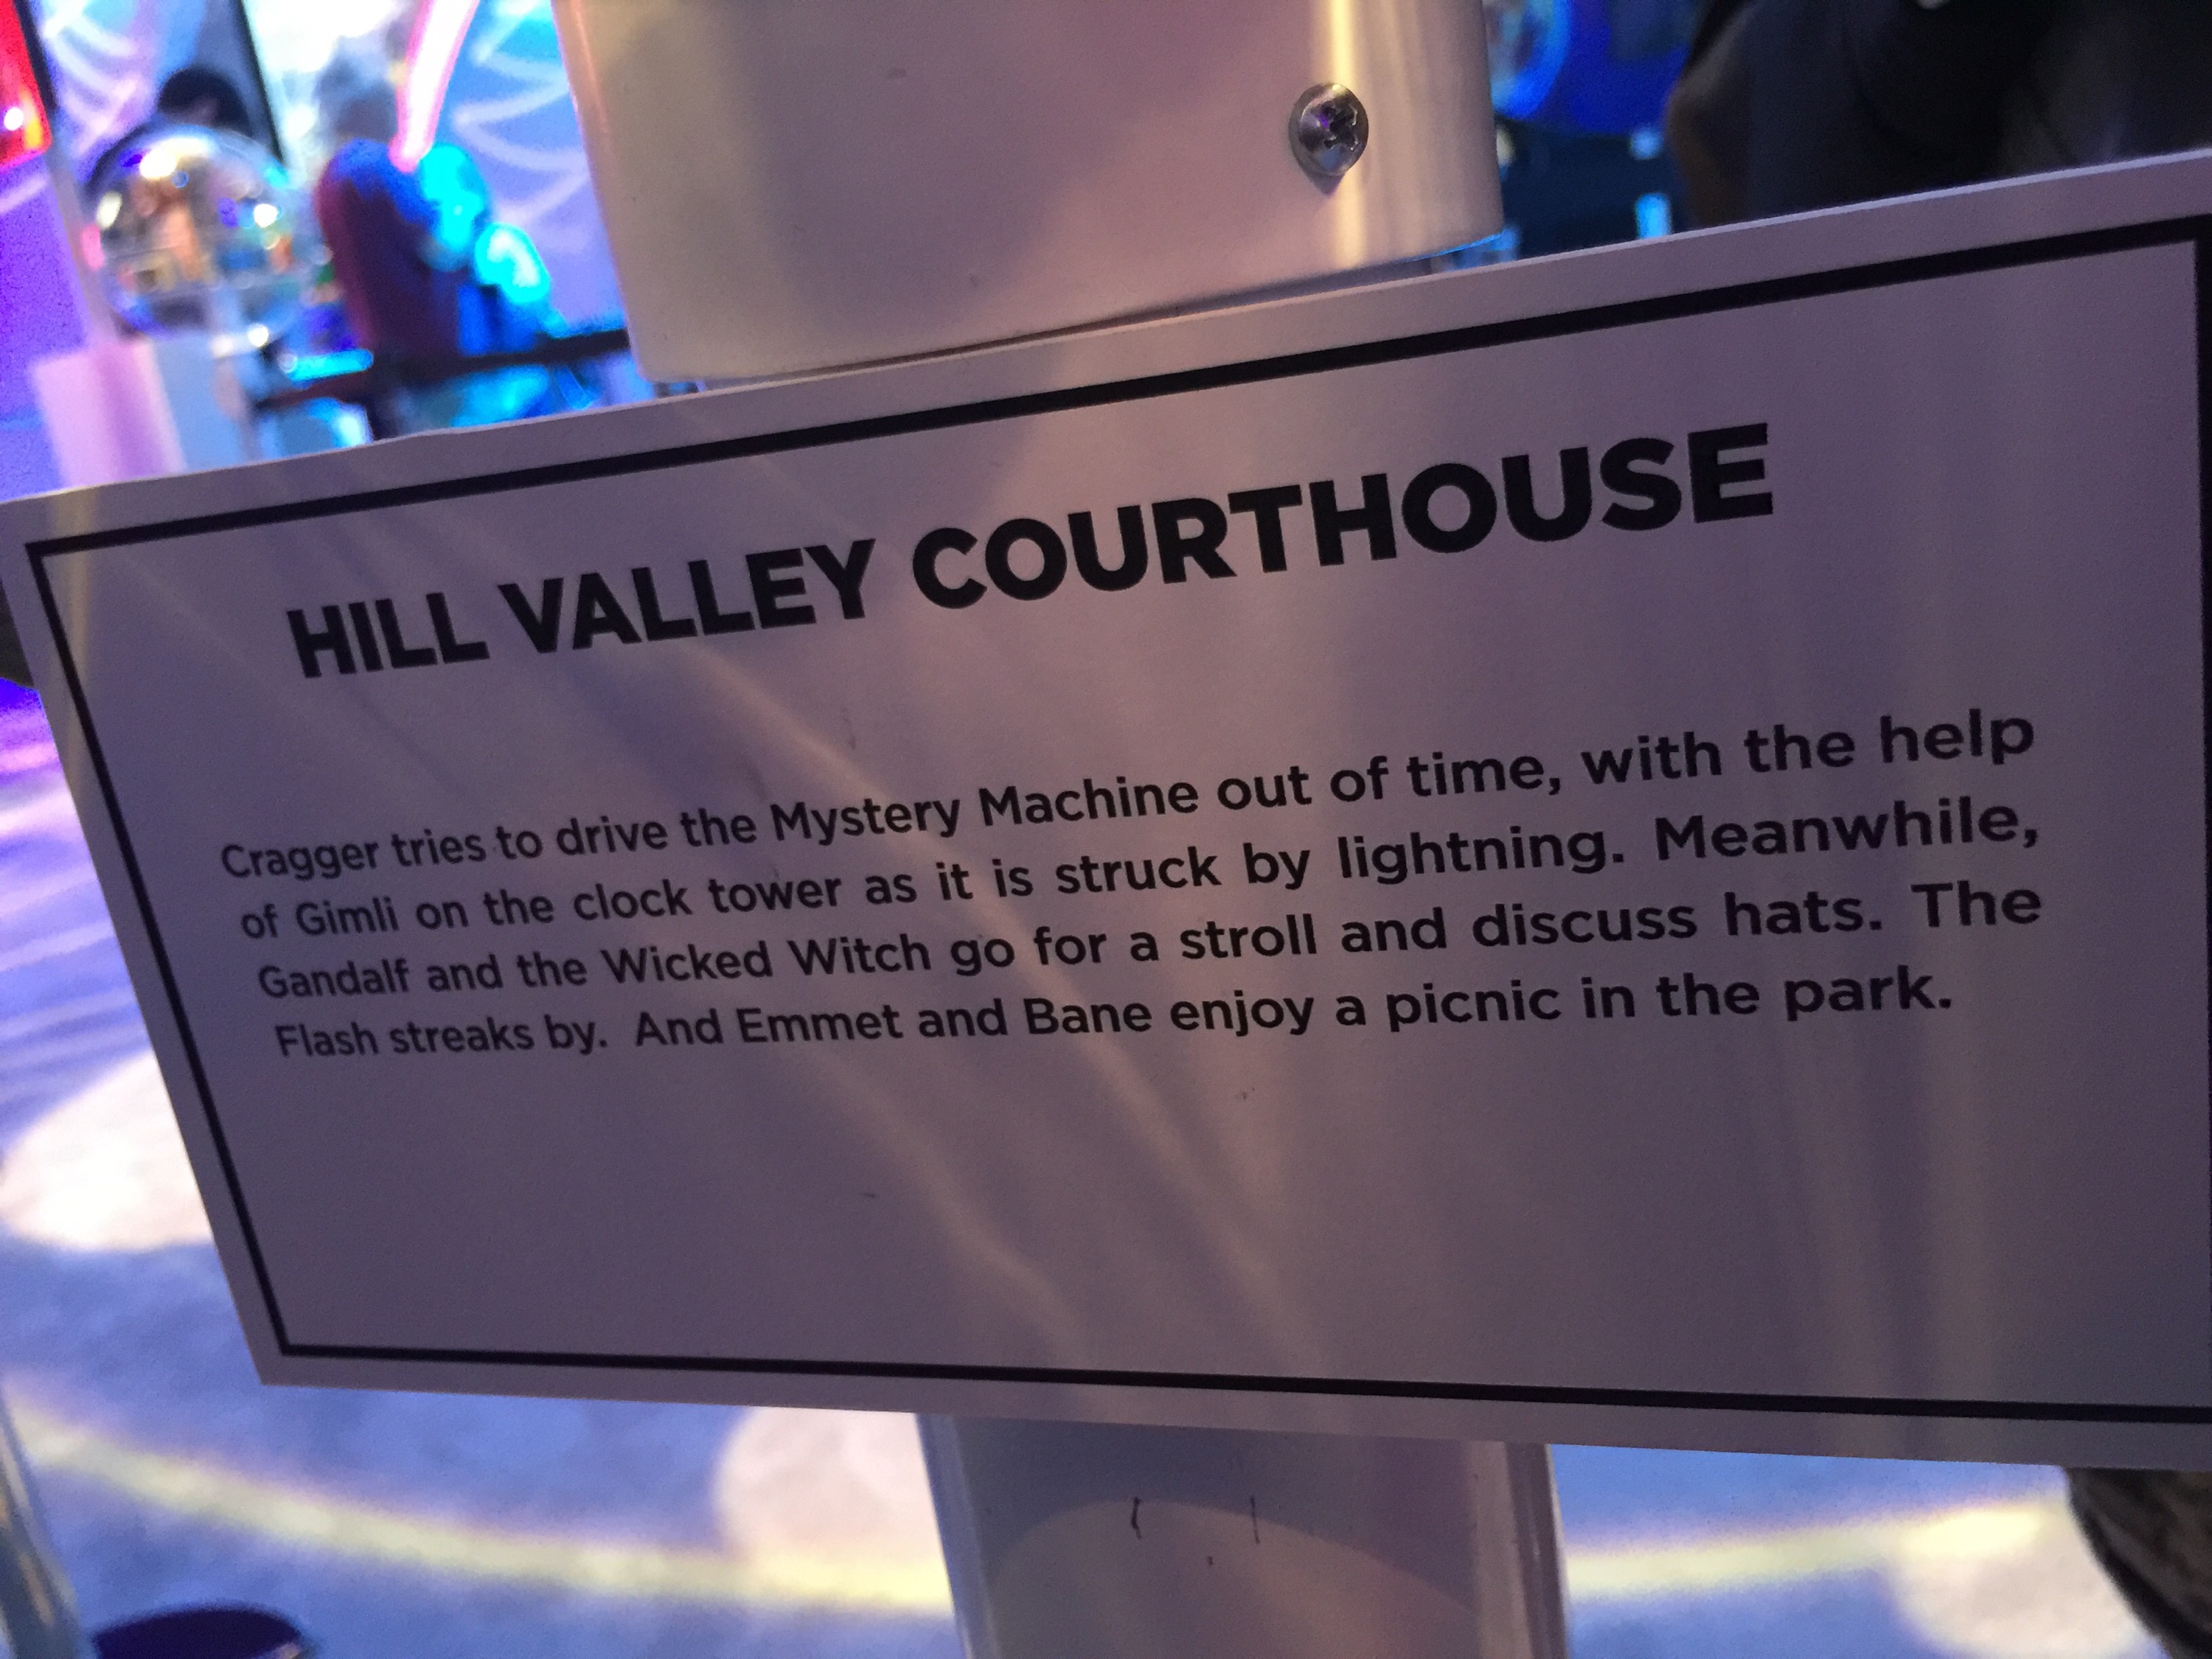 HILL VALLEY COURTHOUSE
Cragger tries to drive the Mystery Machine out of time, with the help
of Gimli on the clock tower as it is struck by lightning. Meanwhile,
Gandalf and the Wicked Witch go for a stroll and discuss hats. The
Flash streaks by. And Emmet and Bane enjoy a picnic in the park.